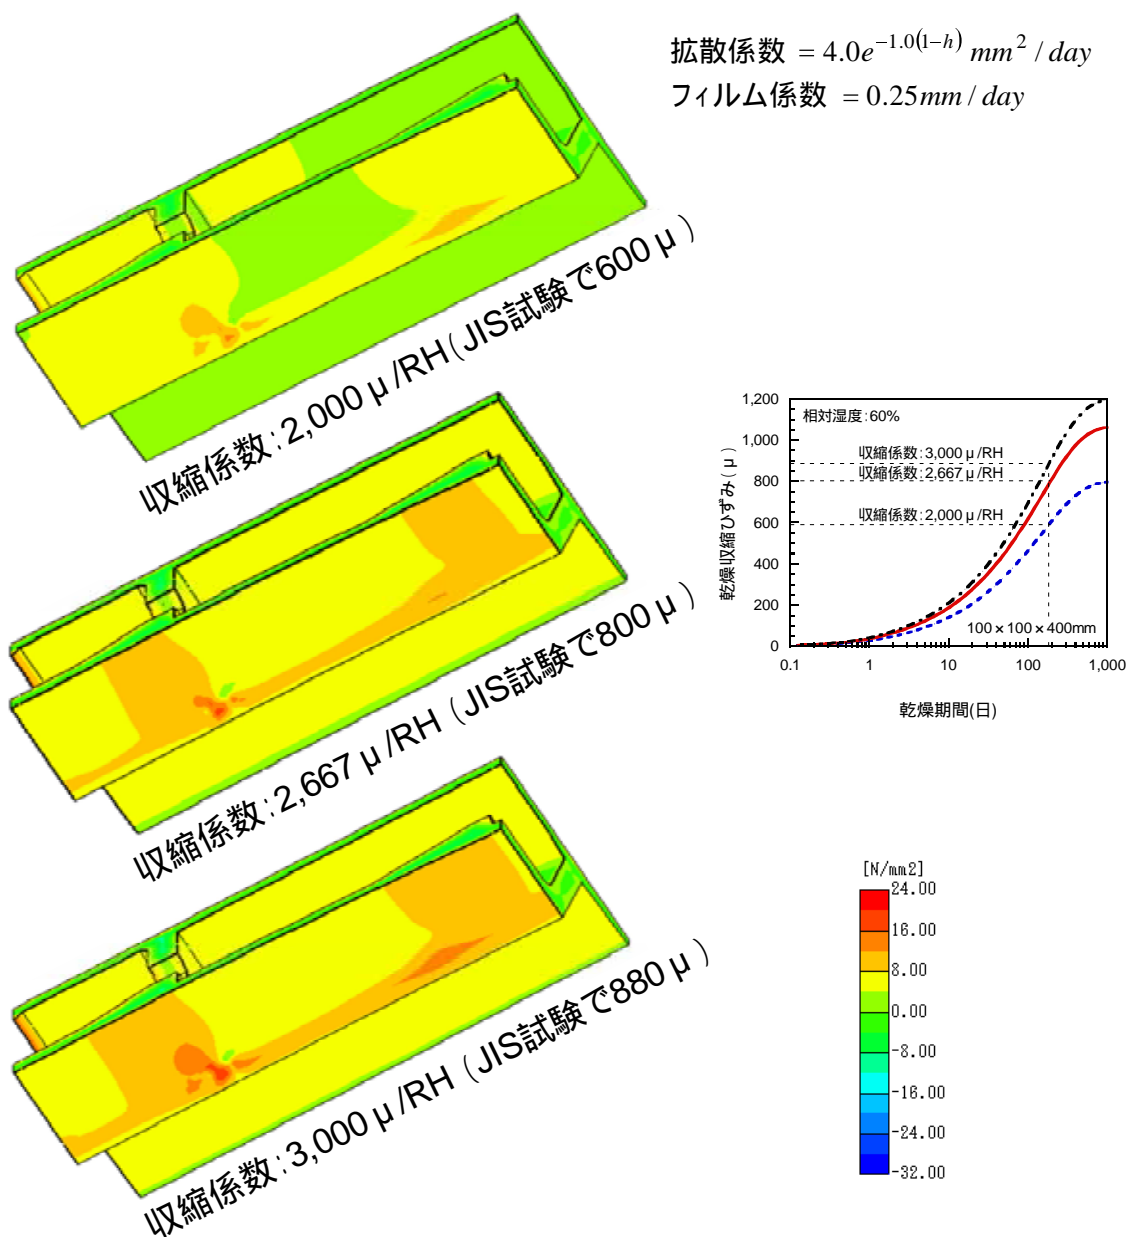 拡散係数 = 4.0e^{-1.0(1-h)} mm² / day
フィルム係数 = 0.25mm / day
収縮係数:2,000μ/RH(JIS試験で600μ)
収縮係数:2,667μ/RH(JIS試験で800μ)
収縮係数:3,000μ/RH(JIS試験で880μ)
乾燥収縮ひずみ(μ)
1,200
1,000
800
600
400
200
0
相対湿度:60%
収縮係数:3,000μ/RH
収縮係数:2,667μ/RH
収縮係数:2,000μ/RH
100×100×400mm
0.1 1 10 100 1,000
乾燥期間(日)
[N/mm2]
24.00
16.00
8.00
0.00
-8.00
-16.00
-24.00
-32.00